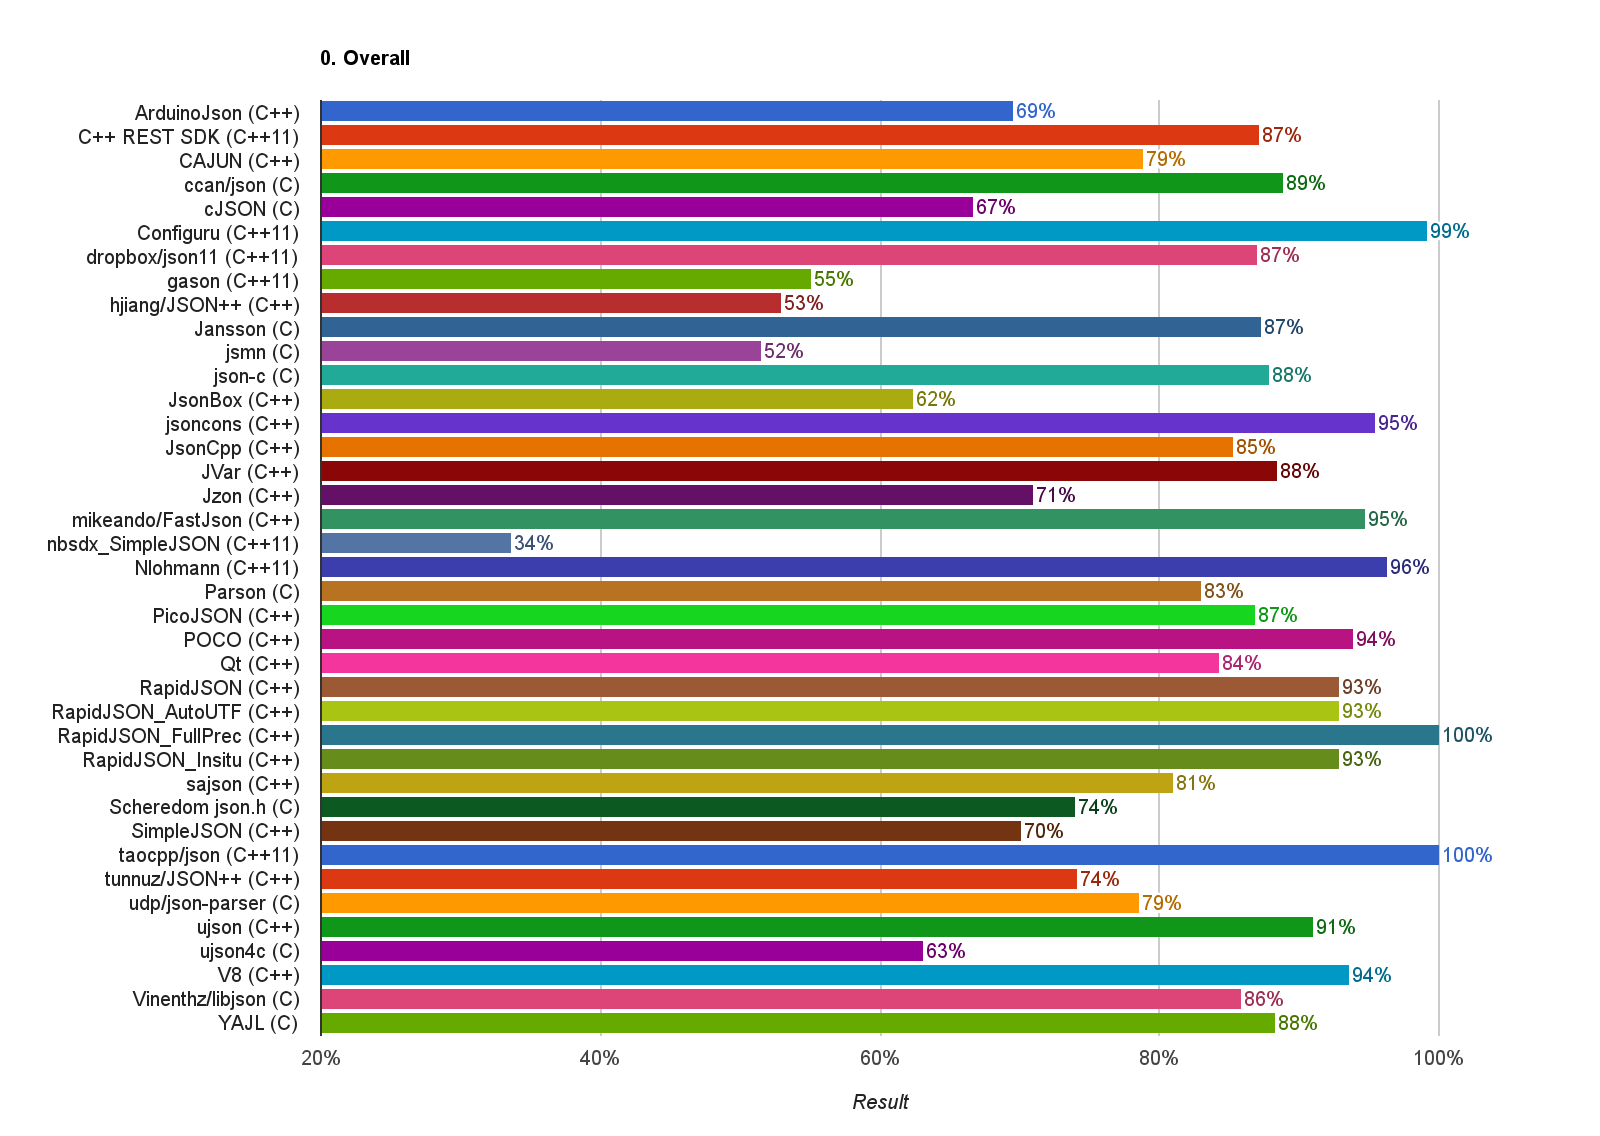 0. Overall
ArduinoJson (C++) 69%
C++ REST SDK (C++11) 87%
CAJUN (C++) 79%
ccan/json (C) 89%
cJSON (C) 67%
Configuru (C++11) 99%
dropbox/json11 (C++11) 87%
gason (C++11) 55%
hjiang/JSON++ (C++) 53%
Jansson (C) 87%
jsmn (C) 52%
json-c (C) 88%
JsonBox (C++) 62%
jsoncons (C++) 95%
JsonCpp (C++) 85%
JVar (C++) 88%
Jzon (C++) 71%
mikeando/FastJson (C++) 95%
nbsdx_SimpleJSON (C++11) 34%
Nlohmann (C++11) 96%
Parson (C) 83%
PicoJSON (C++) 87%
POCO (C++) 94%
Qt (C++) 84%
RapidJSON (C++) 93%
RapidJSON_AutoUTF (C++) 93%
RapidJSON_FullPrec (C++) 100%
RapidJSON_Insitu (C++) 93%
sajson (C++) 81%
Scheredom json.h (C) 74%
SimpleJSON (C++) 70%
taocpp/json (C++11) 100%
tunnuz/JSON++ (C++) 74%
udp/json-parser (C) 79%
ujson (C++) 91%
ujson4c (C) 63%
V8 (C++) 94%
Vinenthz/libjson (C) 86%
YAJL (C) 88%
20% 40% 60% 80% 100%
Result